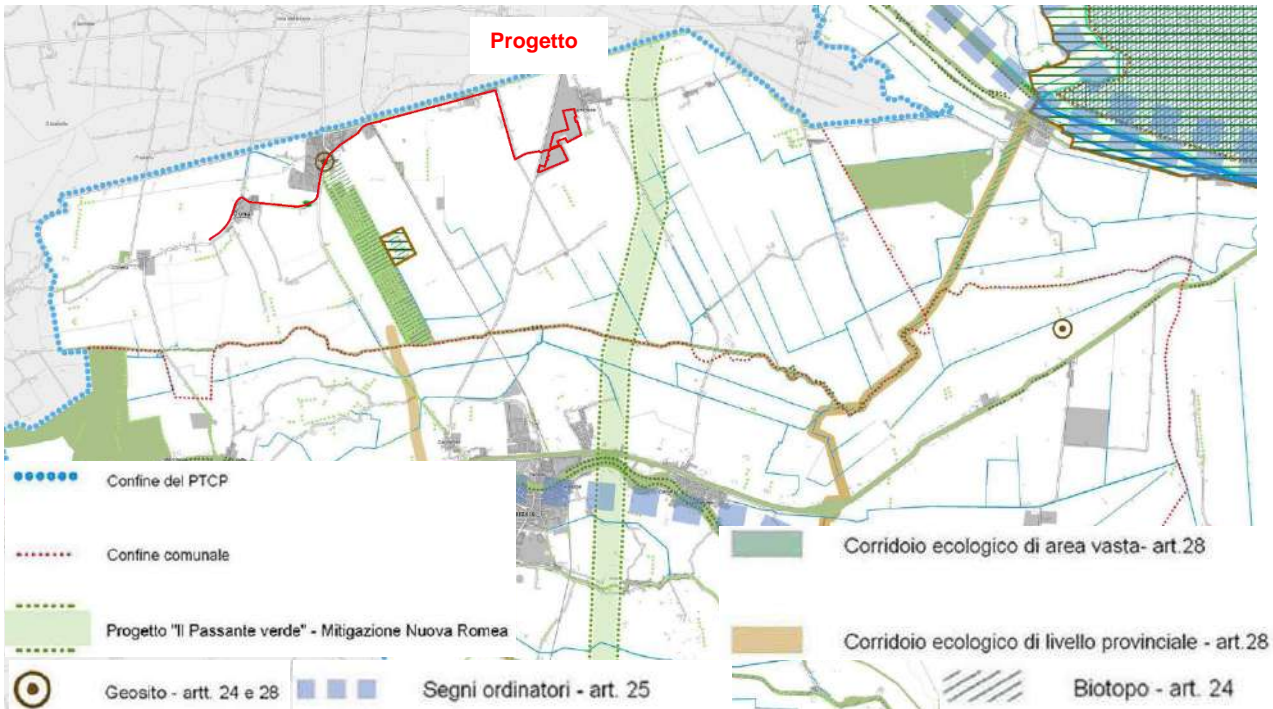 Progetto
Confine del PTCP
Confine comunale
Progetto "Il Passante verde" - Mitigazione Nuova Romea
Geosito - artt. 24 e 28
Segni ordinatori - art. 25
Corridoio ecologico di area vasta- art.28
Corridoio ecologico di livello provinciale - art.28
Biotopo - art. 24